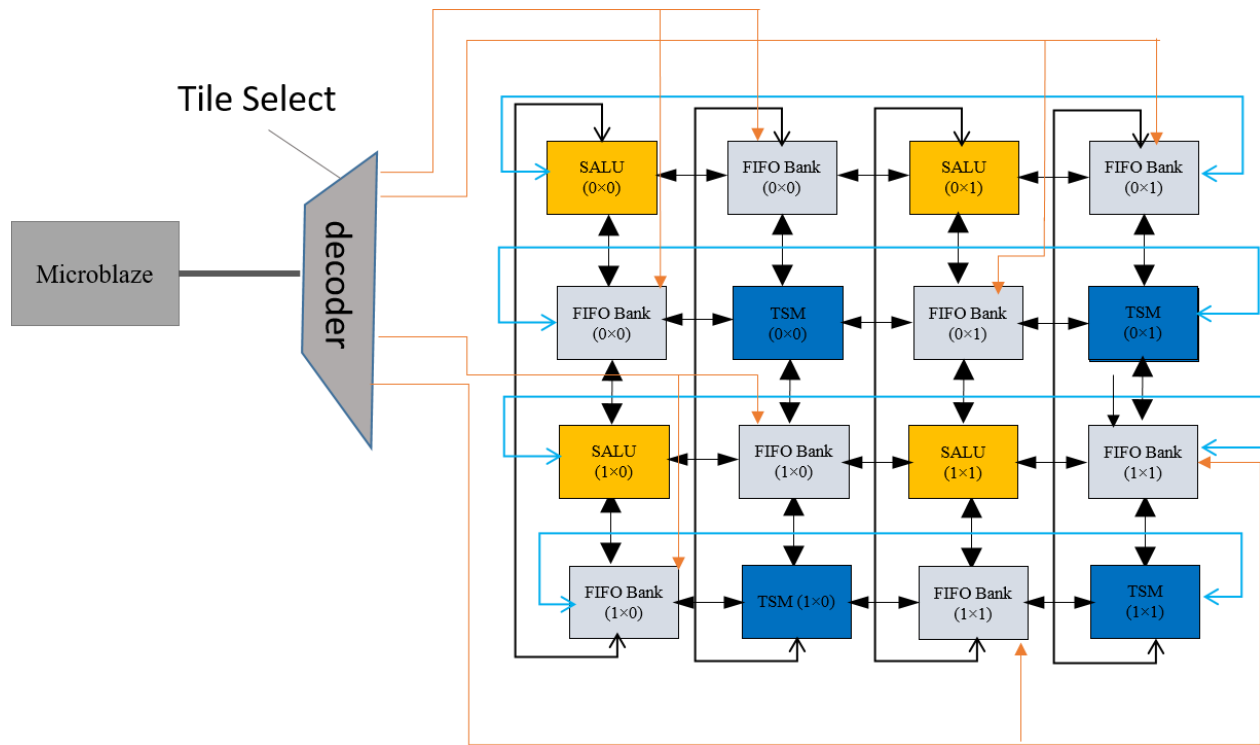 Tile Select
Microblaze
decoder
SALU
(0×0)
FIFO Bank
(0×0)
SALU
(0×1)
FIFO Bank
(0×1)
FIFO Bank
(0×0)
TSM
(0×0)
FIFO Bank
(0×1)
TSM
(0×1)
SALU
(1×0)
FIFO Bank
(1×0)
SALU
(1×1)
FIFO Bank
(1×1)
FIFO Bank
(1×0)
TSM (1×0)
FIFO Bank
(1×1)
TSM
(1×1)